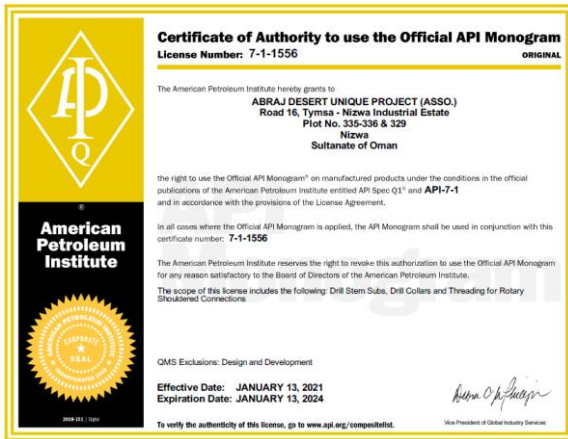 Certificate of Authority to use the Official API Monogram
License Number: 7-1-1556
ORIGINAL
The American Petroleum Institute hereby grants to
ABRAJ DESERT UNIQUE PROJECT (ASSO.)
Road 16, Tymsa - Nizwa Industrial Estate
Plot No. 335-336 & 329
Nizwa
Sultanate of Oman
the right to use the Official API Monogram® on manufactured products under the conditions in the official
publications of the American Petroleum Institute entitled API Spec Q1® and API-7-1
and in accordance with the provisions of the License Agreement.
In all cases where the Official API Monogram is applied, the API Monogram shall be used in conjunction with this
certificate number: 7-1-1556
The American Petroleum Institute reserves the right to revoke this authorization to use the Official API Monogram
for any reason satisfactory to the Board of Directors of the American Petroleum Institute.
The scope of this license includes the following: Drill Stem Subs, Drill Collars and Threading for Rotary
Shouldered Connections
QMS Exclusions: Design and Development
Effective Date: JANUARY 13, 2021
Expiration Date: JANUARY 13, 2024
To verify the authenticity of this license, go to www.api.org/compositelist.
Vice President of Global Industry Services
API
Q
®
American
Petroleum
Institute
AMERICAN PETROLEUM INSTITUTE
CORPORATE
SEAL
API
Monogram